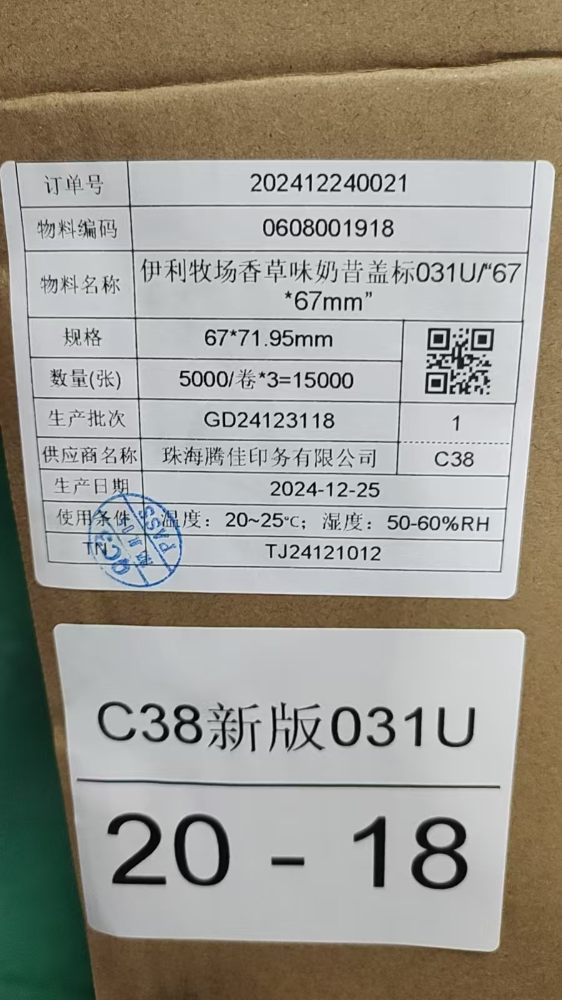 订单号 202412240021
物料编码 0608001918
物料名称 伊利牧场香草味奶昔盖标031U/“67
*67mm”
规格 67*71.95mm
数量(张) 5000/卷*3=15000
生产批次 GD24123118 1
供应商名称 珠海腾佳印务有限公司 C38
生产日期 2024-12-25
使用条件 温度：20~25℃；湿度：50-60%RH
TN TJ24121012
PASS
QC3
C38新版031U
20 - 18